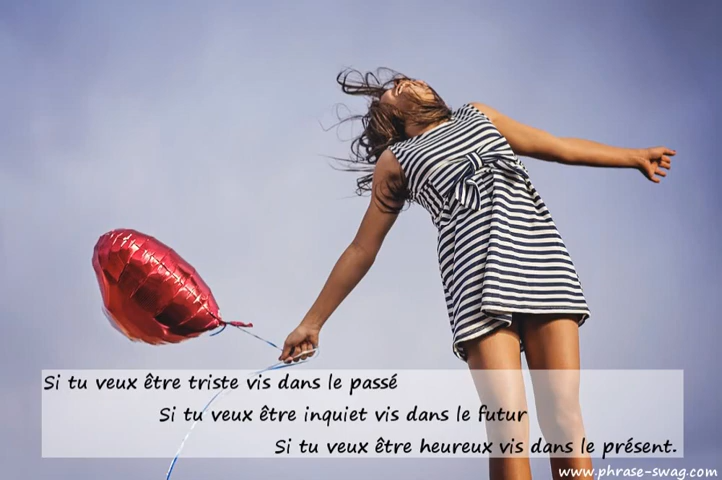 Si tu veux être triste vis dans le passé
Si tu veux être inquiet vis dans le futur
Si tu veux être heureux vis dans le présent.
www.phrase-swag.com